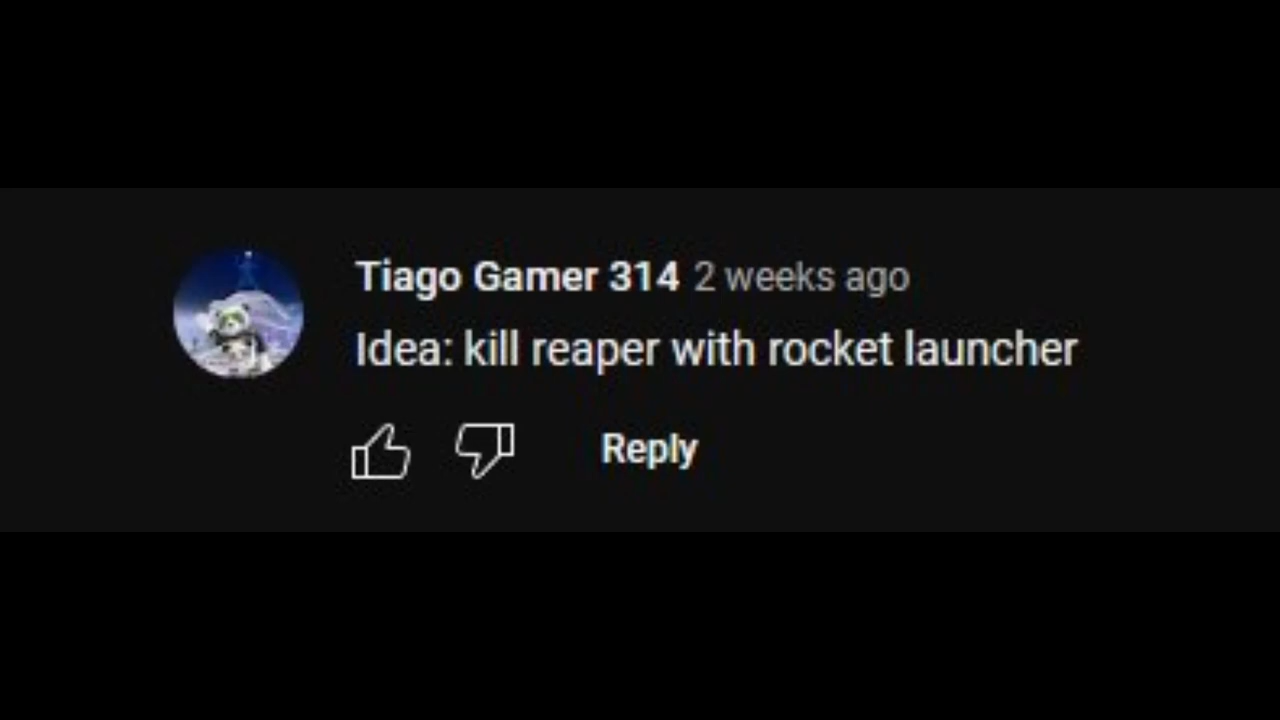 Tiago Gamer 314 2 weeks ago
Idea: kill reaper with rocket launcher
Reply